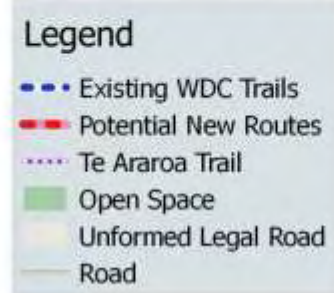 Legend
Existing WDC Trails
Potential New Routes
Te Araroa Trail
Open Space
Unformed Legal Road
Road